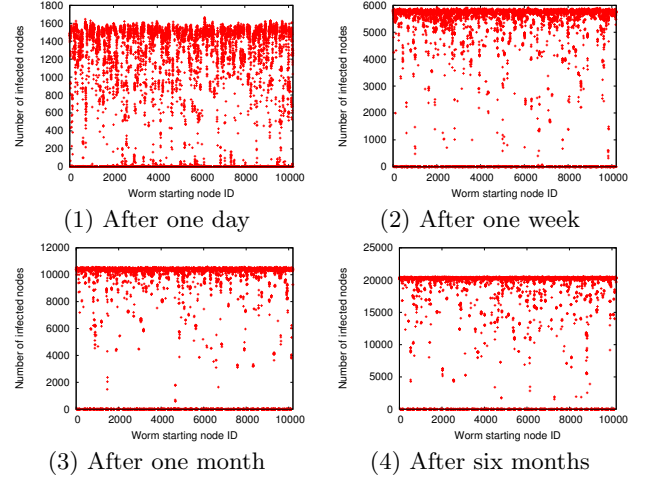 1800
1600
1400
1200
1000
800
600
400
200
0
Number of infected nodes
0 2000 4000 6000 8000 10000
Worm starting node ID
(1) After one day
6000
5000
4000
3000
2000
1000
0
Number of infected nodes
0 2000 4000 6000 8000 10000
Worm starting node ID
(2) After one week
12000
10000
8000
6000
4000
2000
0
Number of infected nodes
0 2000 4000 6000 8000 10000
Worm starting node ID
(3) After one month
25000
20000
15000
10000
5000
0
Number of infected nodes
0 2000 4000 6000 8000 10000
Worm starting node ID
(4) After six months